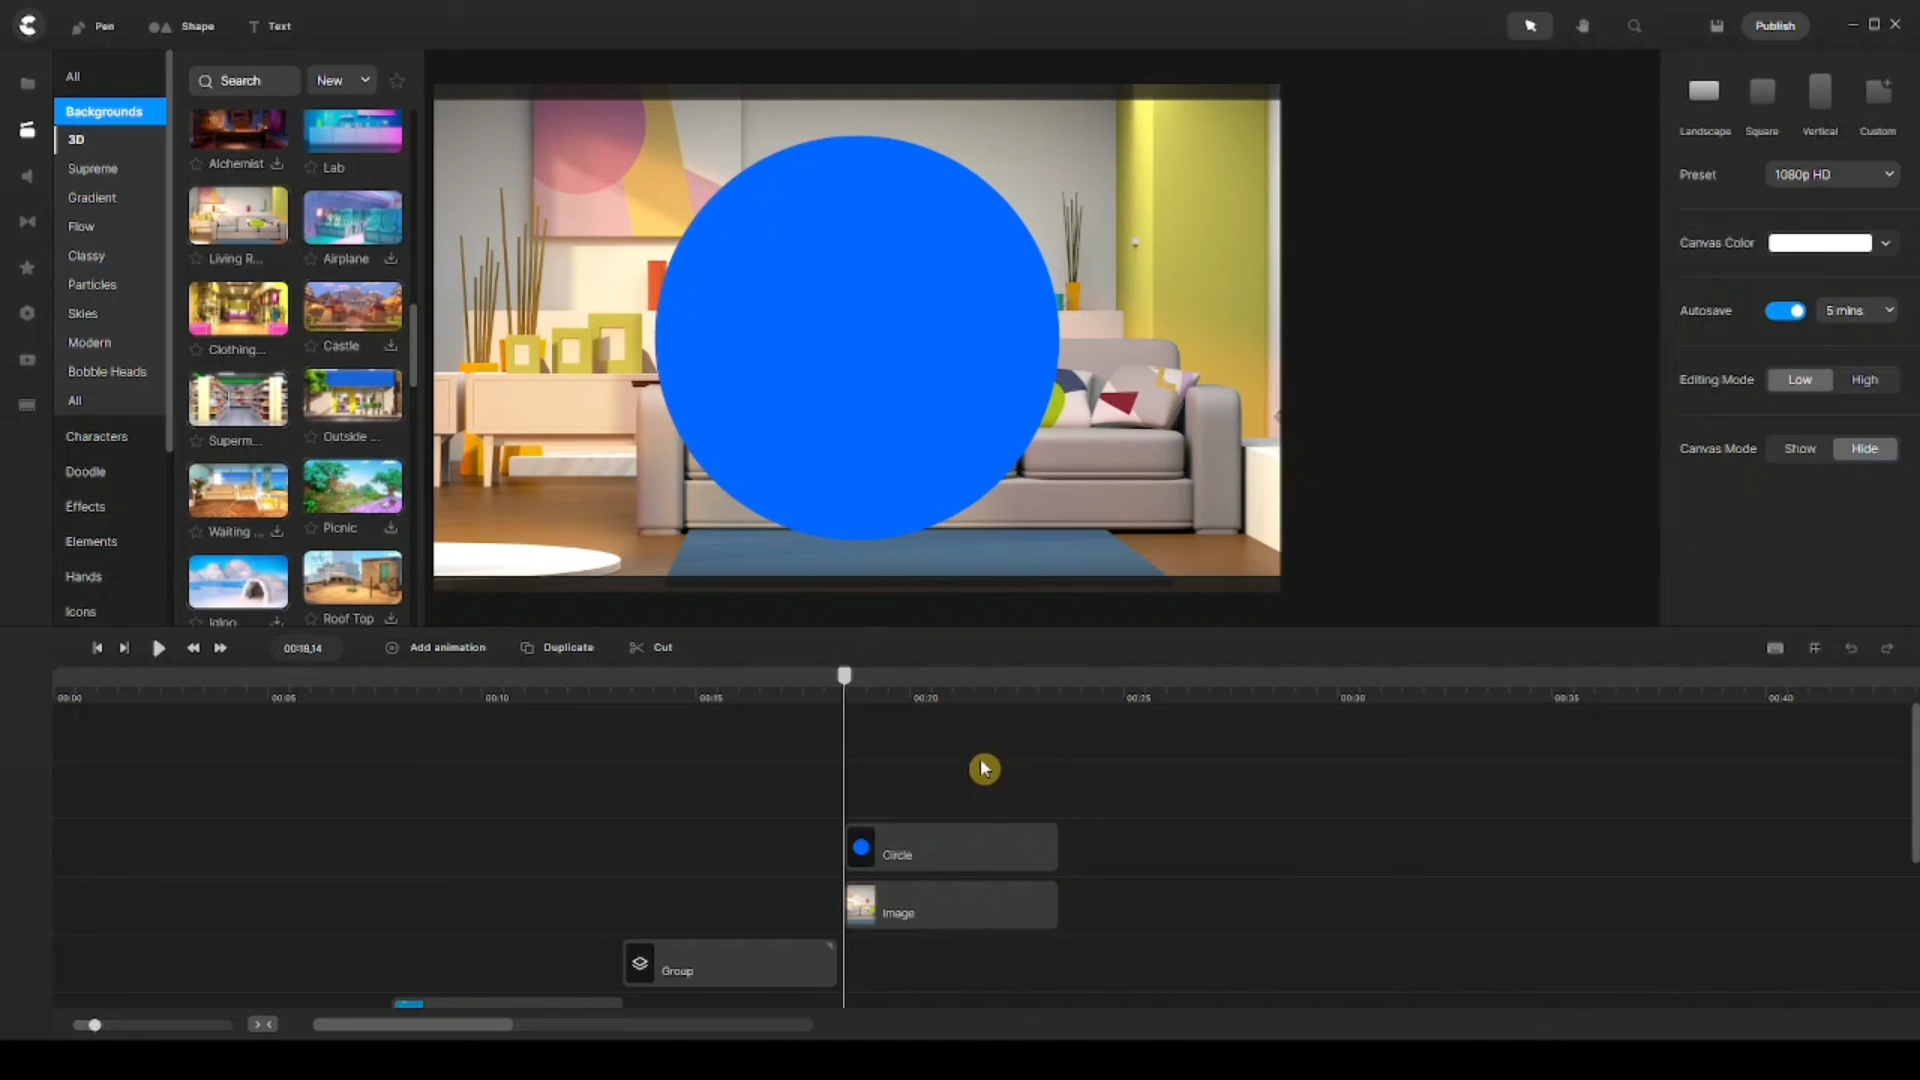 Pen
Shape
Text
Publish
All
Backgrounds
3D
Supreme
Gradient
Flow
Classy
Particles
Skies
Modern
Bobble Heads
All
Characters
Doodle
Effects
Elements
Hands
Icons
Search
New
Alchemist
Lab
Living R...
Airplane
Clothing...
Castle
Superm...
Outside ...
Waiting ...
Picnic
Igloo
Roof Top
Landscape
Square
Vertical
Custom
Preset
1080p HD
Canvas Color
Autosave
5 mins
Editing Mode
Low
High
Canvas Mode
Show
Hide
00:18,14
Add animation
Duplicate
Cut
00:00
00:05
00:10
00:15
00:20
00:25
00:30
00:35
00:40
Circle
Image
Group